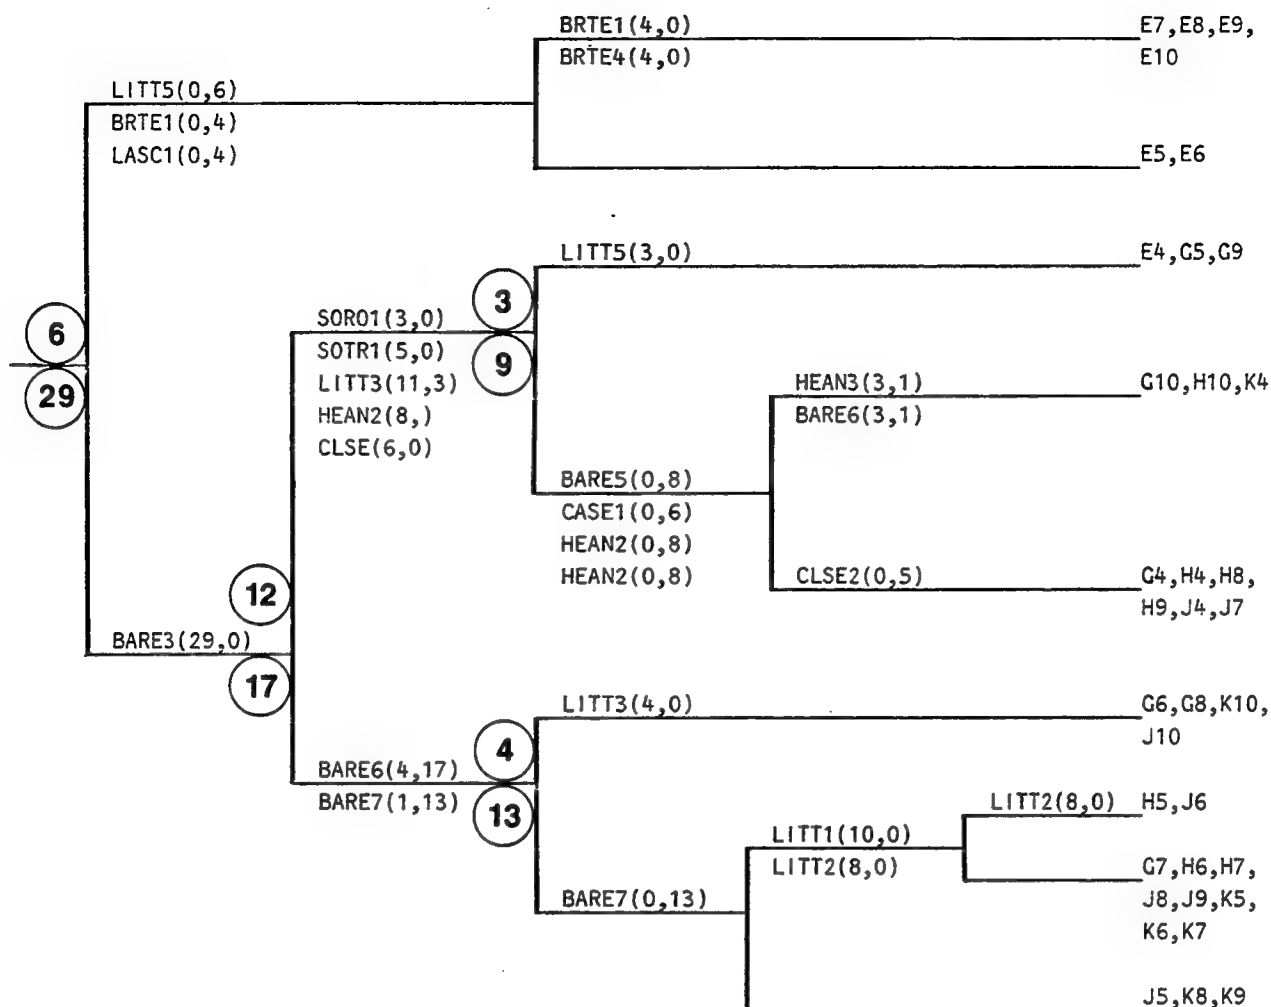 BRTE1(4,0)
BRTE4(4,0)
E7,E8,E9,
E10
LITT5(0,6)
BRTE1(0,4)
LASC1(0,4)
E5,E6
LITT5(3,0)
E4,G5,G9
6
29
SORO1(3,0)
SOTR1(5,0)
LITT3(11,3)
HEAN2(8,)
CLSE(6,0)
3
9
HEAN3(3,1)
BARE6(3,1)
G10,H10,K4
BARE5(0,8)
CASE1(0,6)
HEAN2(0,8)
HEAN2(0,8)
CLSE2(0,5)
G4,H4,H8,
H9,J4,J7
12
17
BARE3(29,0)
LITT3(4,0)
G6,G8,K10,
J10
4
13
BARE6(4,17)
BARE7(1,13)
LITT2(8,0)
H5,J6
LITT1(10,0)
LITT2(8,0)
G7,H6,H7,
J8,J9,K5,
K6,K7
BARE7(0,13)
J5,K8,K9